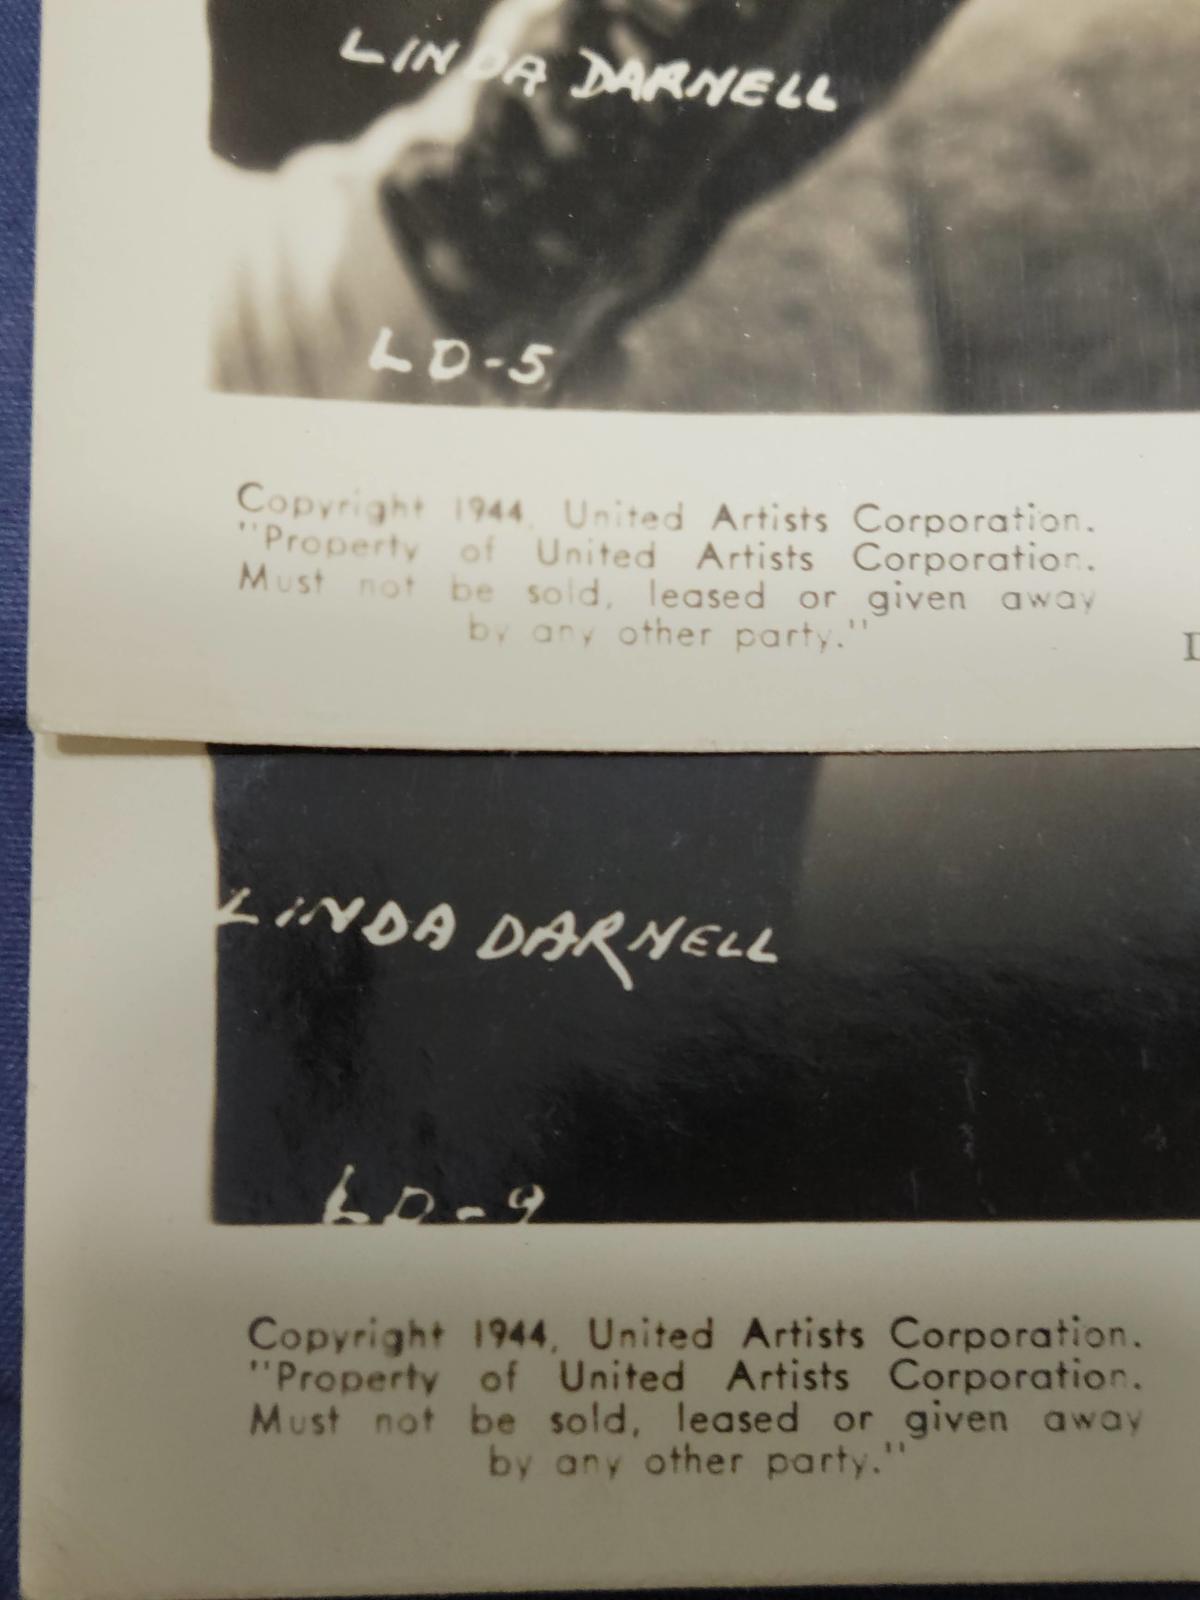 LINDA DARNELL
LD-5
Copyright 1944, United Artists Corporation.
"Property of United Artists Corporation.
Must not be sold, leased or given away
by any other party."
LINDA DARNELL
LD-9
Copyright 1944, United Artists Corporation.
"Property of United Artists Corporation.
Must not be sold, leased or given away
by any other party."